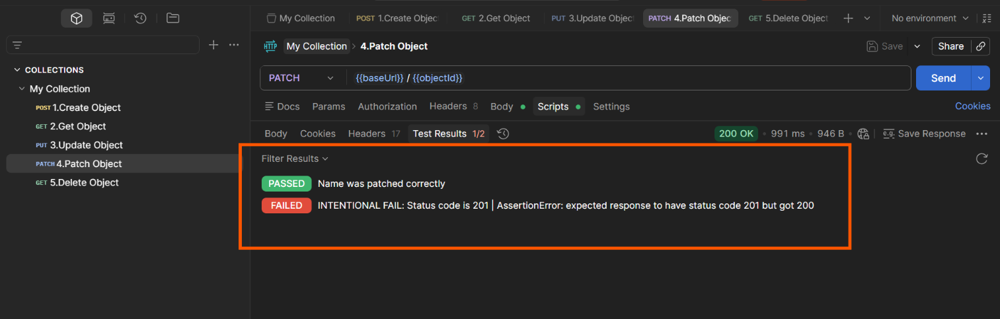 My Collection
POST 1.Create Objec
GET 2.Get Object
PUT 3.Update Objec
PATCH 4.Patch Objec
GET 5.Delete Object
No environment
COLLECTIONS
My Collection
POST 1.Create Object
GET 2.Get Object
PUT 3.Update Object
PATCH 4.Patch Object
GET 5.Delete Object
HTTP My Collection › 4.Patch Object
Save
Share
PATCH
{{baseUrl}} / {{objectId}}
Send
Docs Params Authorization Headers 8 Body Scripts Settings
Cookies
Body Cookies Headers 17 Test Results 1/2
200 OK • 991 ms • 946 B •
e.g. Save Response
Filter Results
PASSED Name was patched correctly
FAILED INTENTIONAL FAIL: Status code is 201 | AssertionError: expected response to have status code 201 but got 200